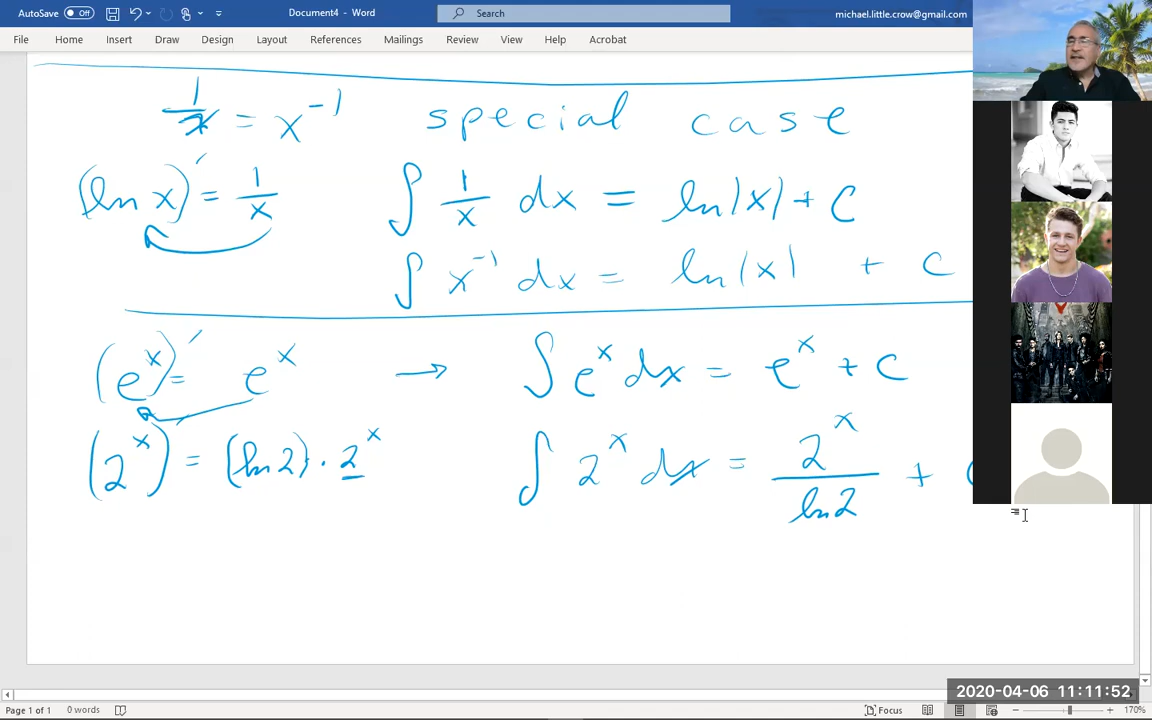 AutoSave Off Document4 - Word Search michael.little.crow@gmail.com
File Home Insert Draw Design Layout References Mailings Review View Help Acrobat
1/x = x^-1 special case
(ln x)' = 1/x ∫ 1/x dx = ln|x| + C
∫ x^-1 dx = ln|x| + C
(e^x)' = e^x → ∫ e^x dx = e^x + C
(2^x)' = (ln 2) · 2^x ∫ 2^x dx = 2^x/ln 2 +
2020-04-06 11:11:52
Page 1 of 1 0 words Focus 170%